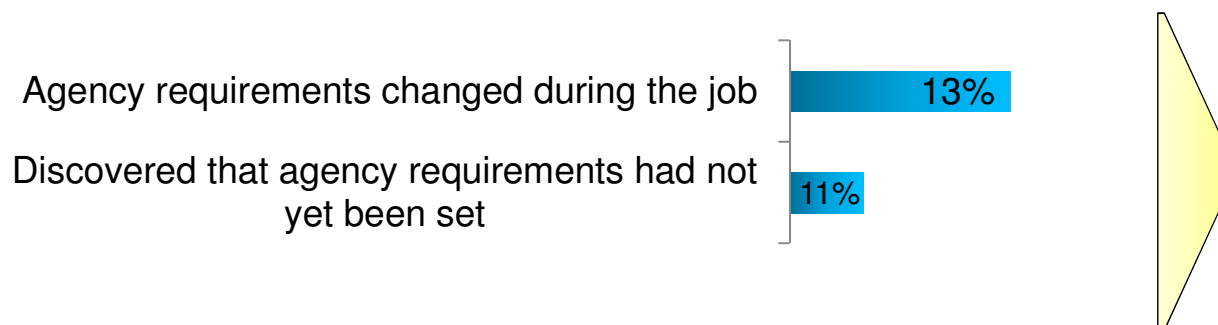 Agency requirements changed during the job
13%
Discovered that agency requirements had not
yet been set
11%